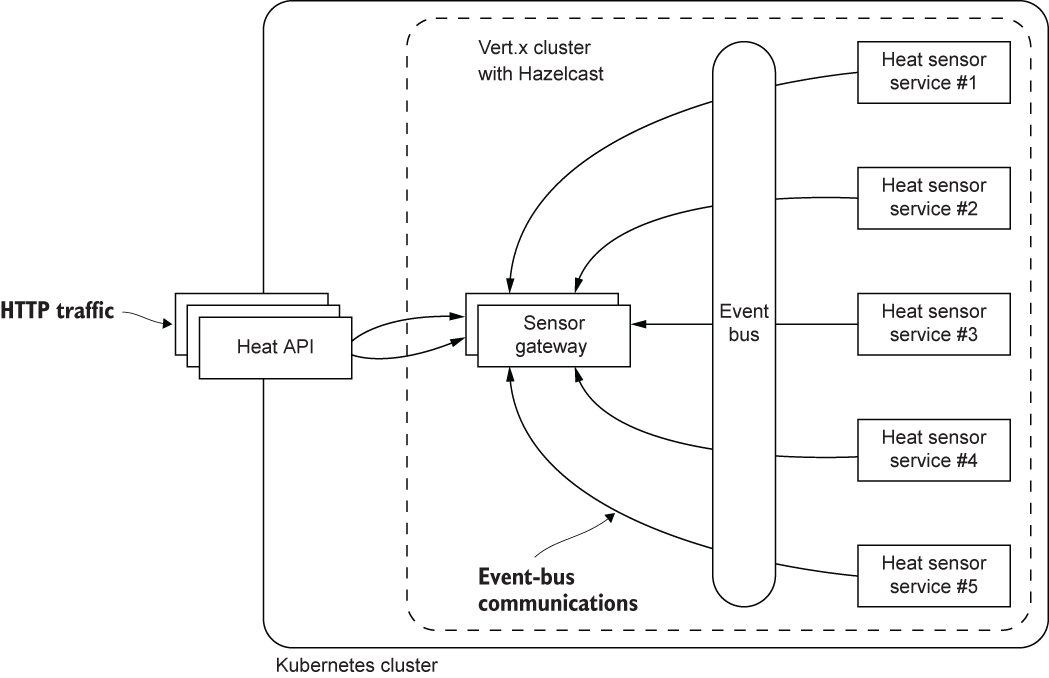 Vert.x cluster
with Hazelcast
Heat sensor
service #1
Heat sensor
service #2
HTTP traffic
Heat API
Sensor
gateway
Event
bus
Heat sensor
service #3
Heat sensor
service #4
Event-bus
communications
Heat sensor
service #5
Kubernetes cluster